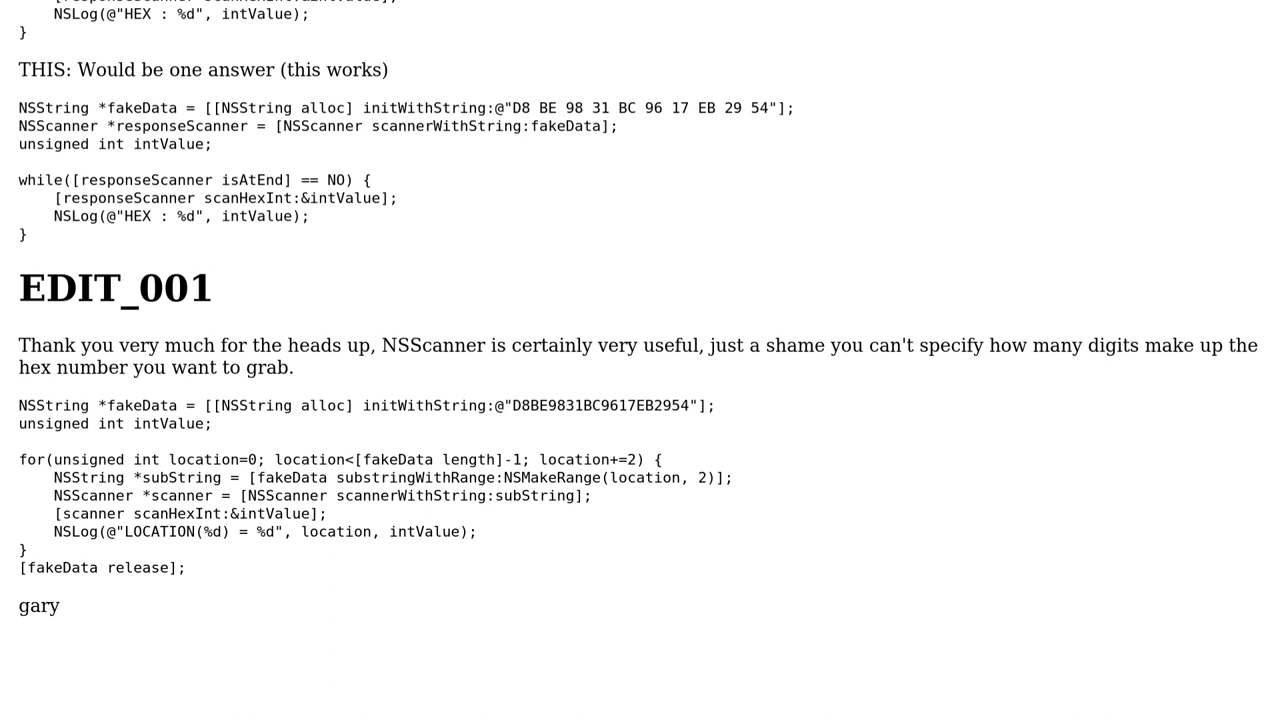 NSLog(@"HEX : %d", intValue);
}
THIS: Would be one answer (this works)
NSString *fakeData = [[NSString alloc] initWithString:@"D8 BE 98 31 BC 96 17 EB 29 54"];
NSScanner *responseScanner = [NSScanner scannerWithString:fakeData];
unsigned int intValue;
while([responseScanner isAtEnd] == NO) {
    [responseScanner scanHexInt:&intValue];
    NSLog(@"HEX : %d", intValue);
}
EDIT_001
Thank you very much for the heads up, NSScanner is certainly very useful, just a shame you can't specify how many digits make up the
hex number you want to grab.
NSString *fakeData = [[NSString alloc] initWithString:@"D8BE9831BC9617EB2954"];
unsigned int intValue;
for(unsigned int location=0; location<[fakeData length]-1; location+=2) {
    NSString *subString = [fakeData substringWithRange:NSMakeRange(location, 2)];
    NSScanner *scanner = [NSScanner scannerWithString:subString];
    [scanner scanHexInt:&intValue];
    NSLog(@"LOCATION(%d) = %d", location, intValue);
}
[fakeData release];
gary